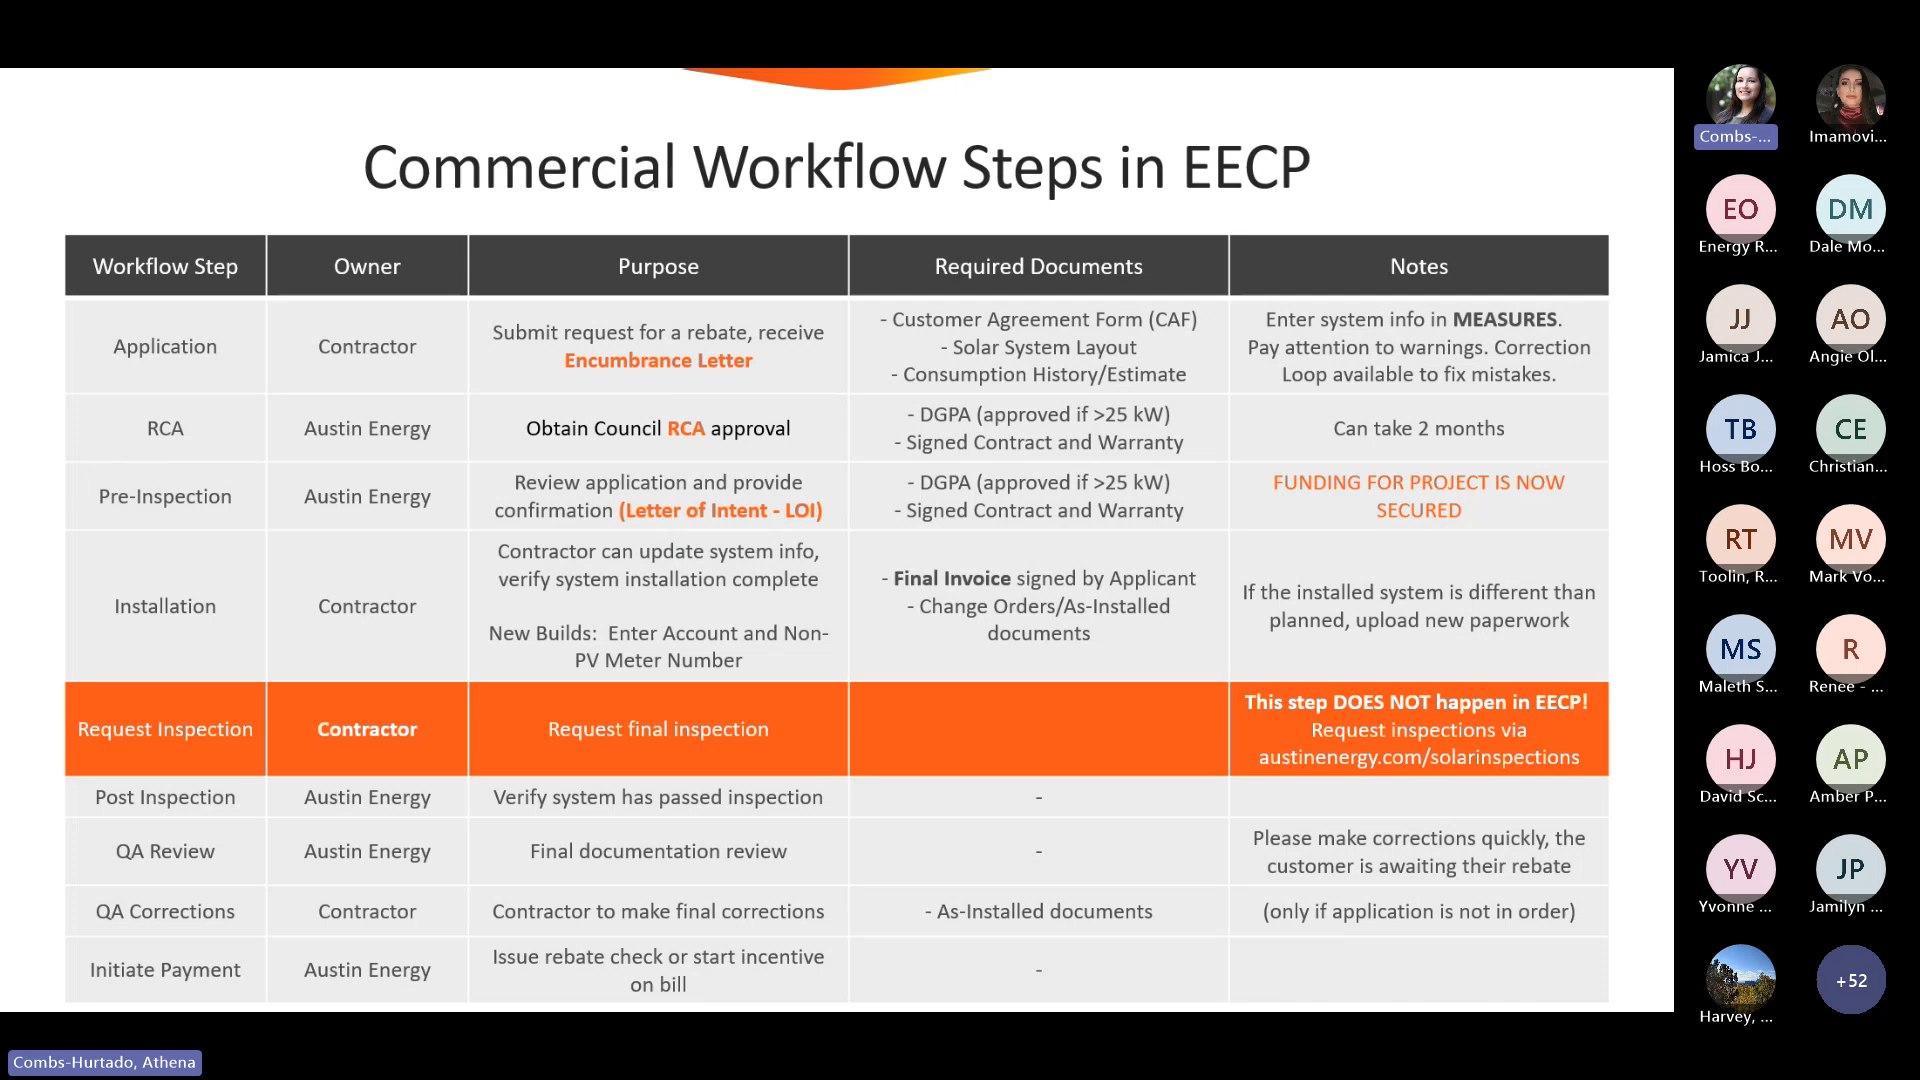 Commercial Workflow Steps in EECP
Workflow Step
Owner
Purpose
Required Documents
Notes
Application
Contractor
Submit request for a rebate, receive
Encumbrance Letter
- Customer Agreement Form (CAF)
- Solar System Layout
- Consumption History/Estimate
Enter system info in MEASURES.
Pay attention to warnings. Correction
Loop available to fix mistakes.
RCA
Austin Energy
Obtain Council RCA approval
- DGPA (approved if >25 kW)
- Signed Contract and Warranty
Can take 2 months
Pre-Inspection
Austin Energy
Review application and provide
confirmation (Letter of Intent - LOI)
- DGPA (approved if >25 kW)
- Signed Contract and Warranty
FUNDING FOR PROJECT IS NOW
SECURED
Installation
Contractor
Contractor can update system info,
verify system installation complete
New Builds: Enter Account and Non-
PV Meter Number
- Final Invoice signed by Applicant
- Change Orders/As-Installed
documents
If the installed system is different than
planned, upload new paperwork
Request Inspection
Contractor
Request final inspection
This step DOES NOT happen in EECP!
Request inspections via
austinenergy.com/solarinspections
Post Inspection
Austin Energy
Verify system has passed inspection
-
QA Review
Austin Energy
Final documentation review
-
Please make corrections quickly, the
customer is awaiting their rebate
QA Corrections
Contractor
Contractor to make final corrections
- As-Installed documents
(only if application is not in order)
Initiate Payment
Austin Energy
Issue rebate check or start incentive
on bill
-
Combs-...
Imamovi...
EO
Energy R...
DM
Dale Mo...
JJ
Jamica J...
AO
Angie Ol...
TB
Hoss Bo...
CE
Christian...
RT
Toolin, R...
MV
Mark Vo...
MS
Maleth S...
R
Renee - ...
HJ
David Sc...
AP
Amber P...
YV
Yvonne ...
JP
Jamilyn ...
Harvey, ...
+52
Combs-Hurtado, Athena